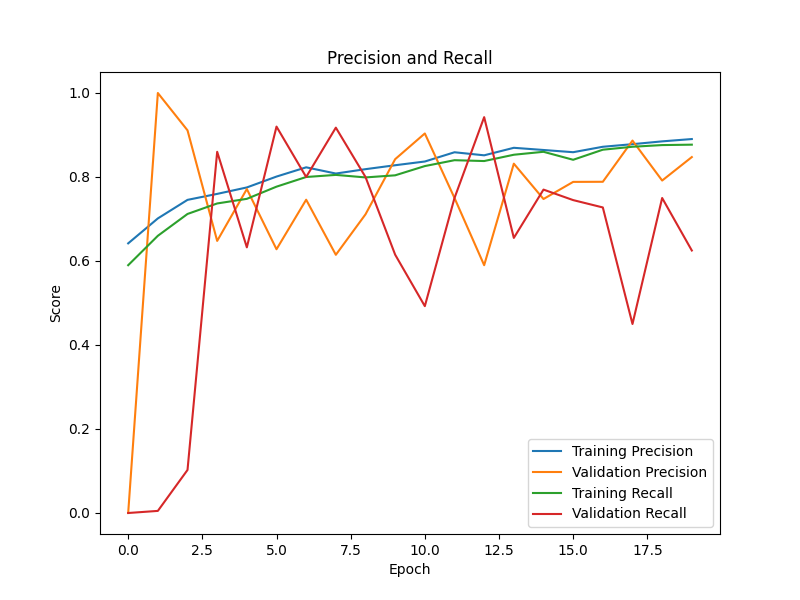 Precision and Recall
1.0
0.8
0.6
0.4
0.2
0.0
Score
0.0 2.5 5.0 7.5 10.0 12.5 15.0 17.5
Epoch
Training Precision
Validation Precision
Training Recall
Validation Recall